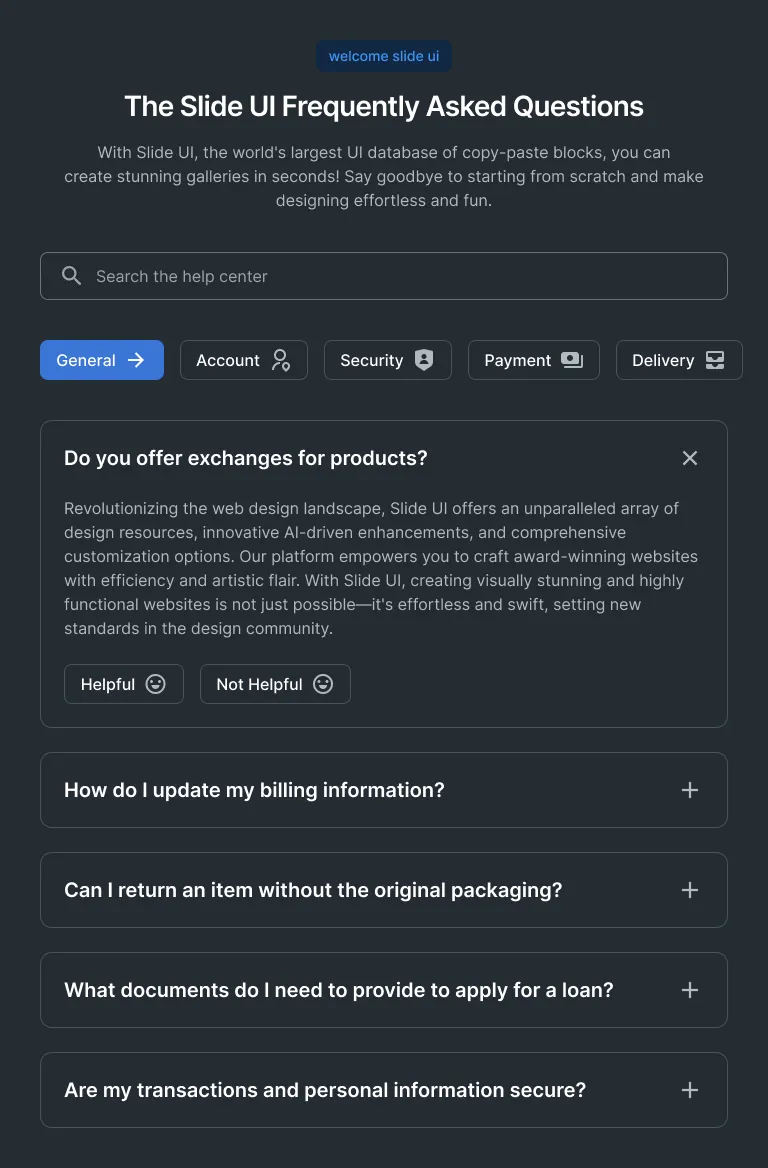 welcome slide ui
The Slide UI Frequently Asked Questions
With Slide UI, the world's largest UI database of copy-paste blocks, you can
create stunning galleries in seconds! Say goodbye to starting from scratch and make
designing effortless and fun.
Search the help center
General
Account
Security
Payment
Delivery
Do you offer exchanges for products?
Revolutionizing the web design landscape, Slide UI offers an unparalleled array of
design resources, innovative AI-driven enhancements, and comprehensive
customization options. Our platform empowers you to craft award-winning websites
with efficiency and artistic flair. With Slide UI, creating visually stunning and highly
functional websites is not just possible—it's effortless and swift, setting new
standards in the design community.
Helpful
Not Helpful
How do I update my billing information?
Can I return an item without the original packaging?
What documents do I need to provide to apply for a loan?
Are my transactions and personal information secure?